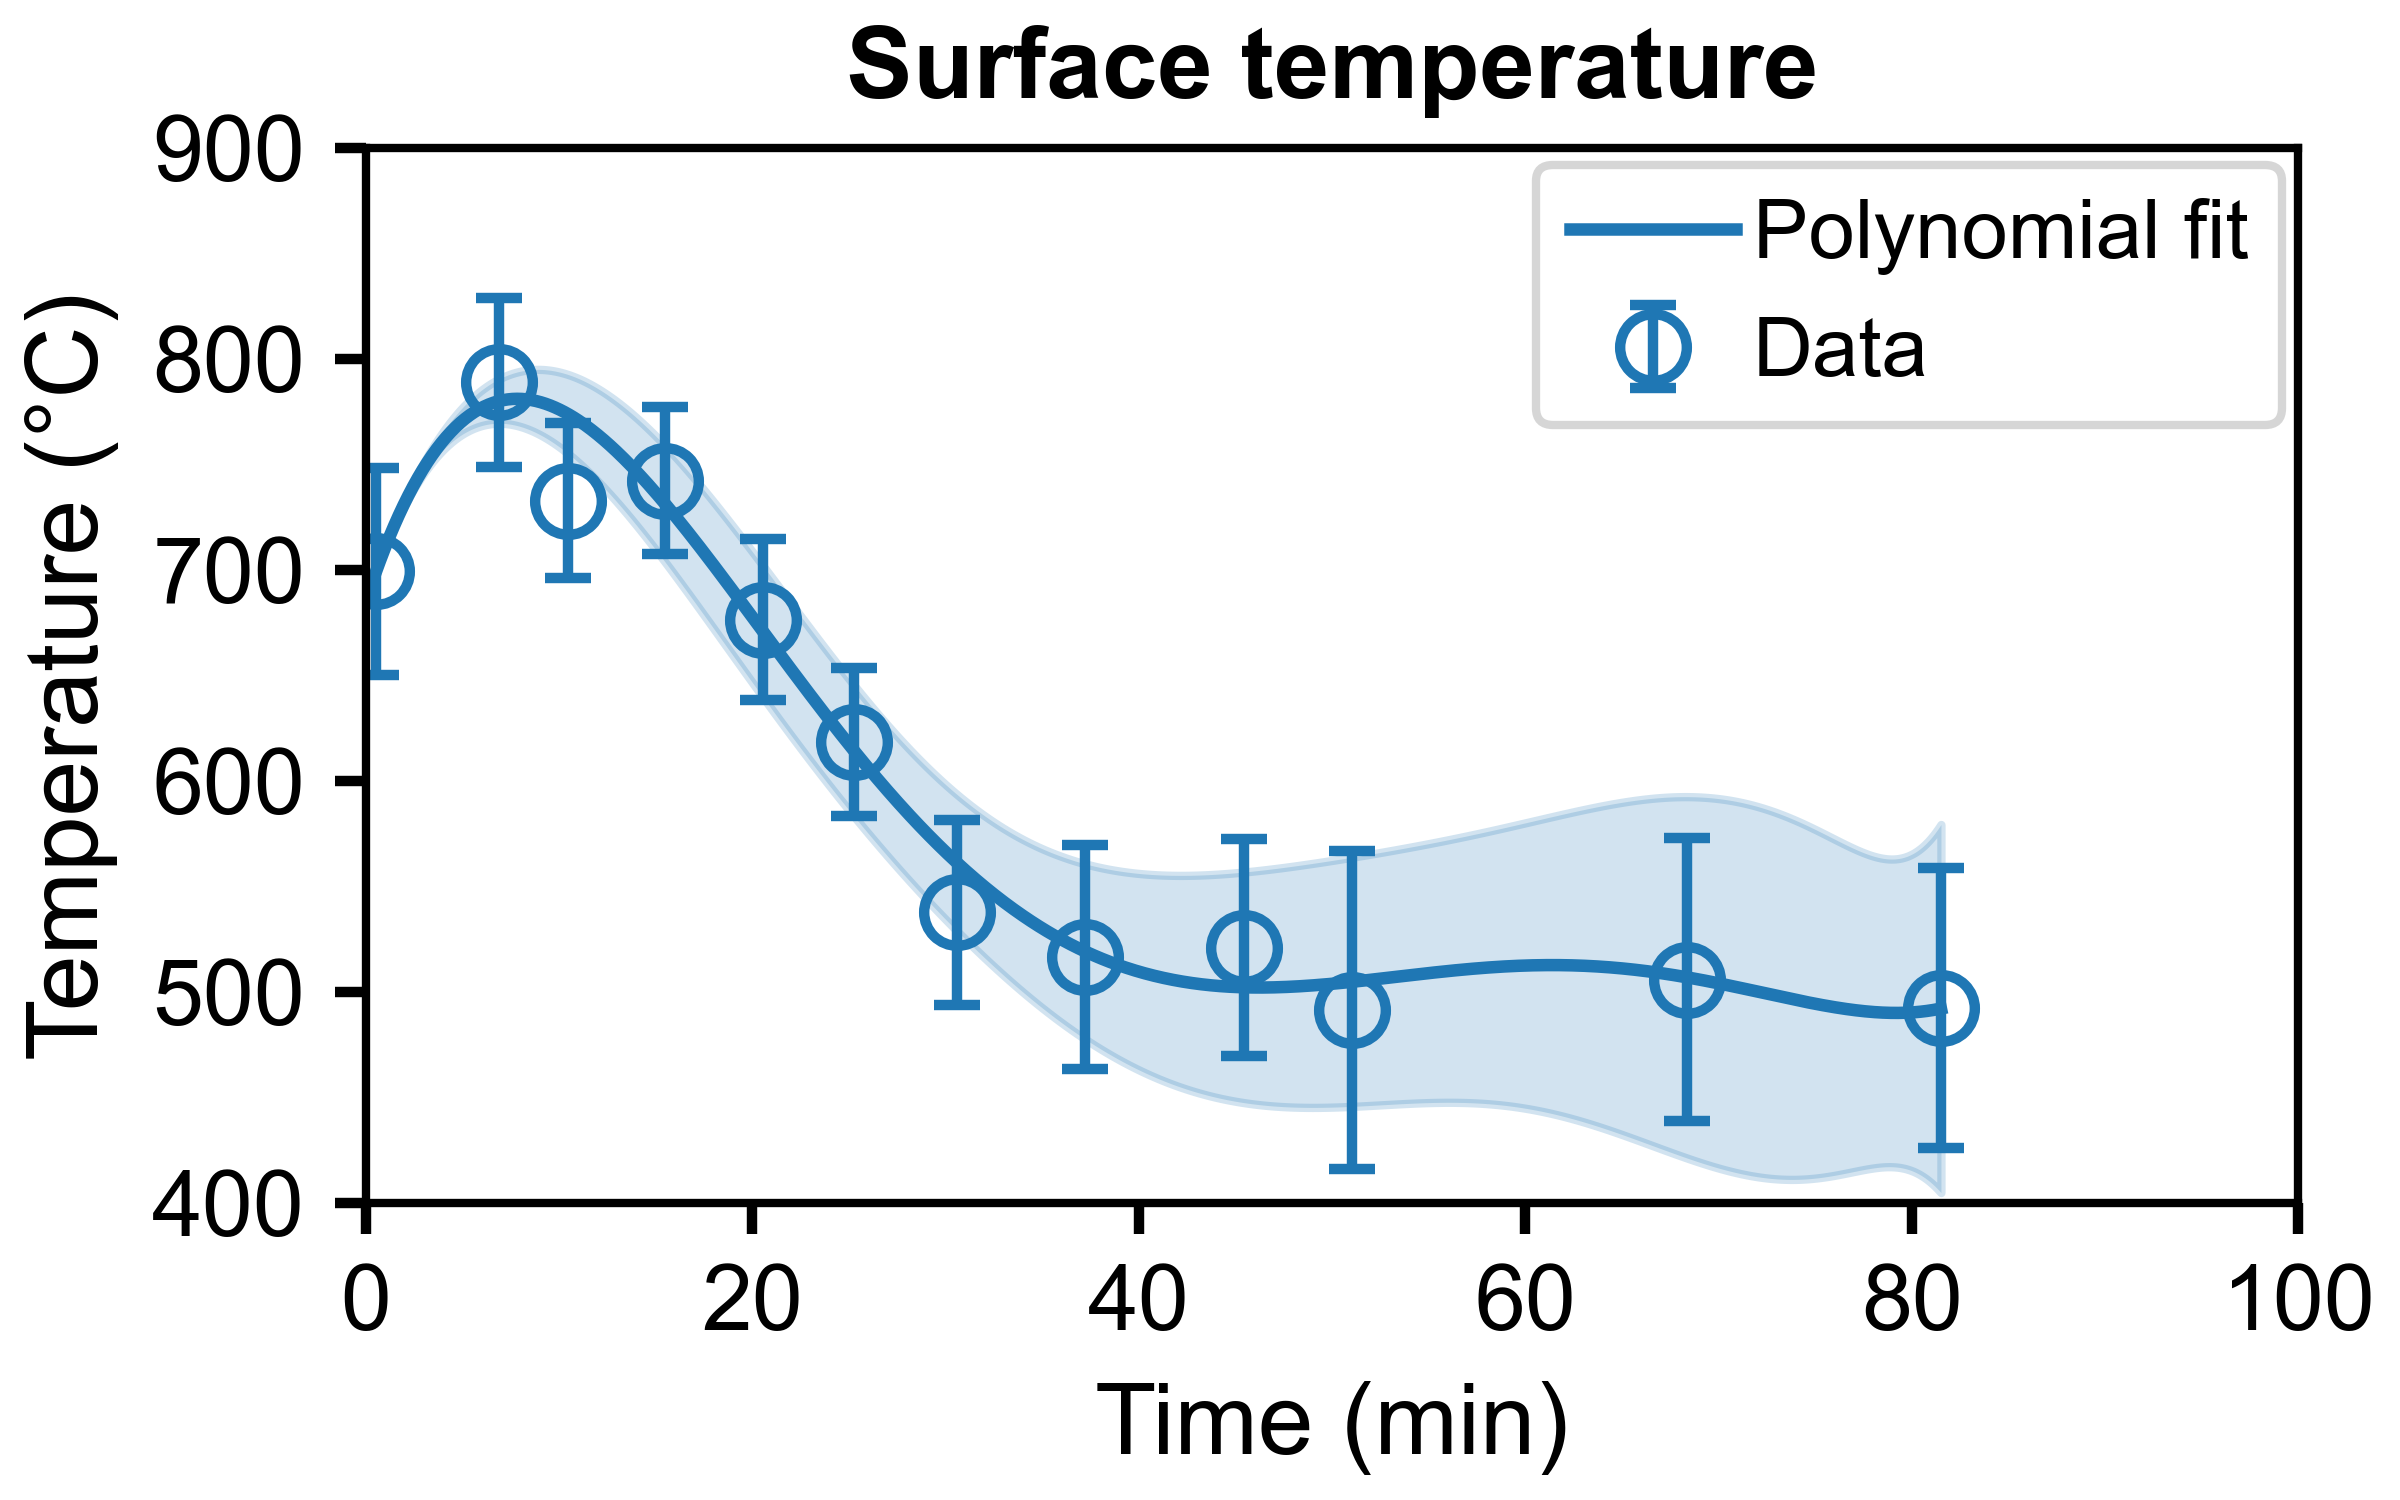 Surface temperature
900
800
700
600
500
400
Temperature (°C)
Polynomial fit
Data
0 20 40 60 80 100
Time (min)